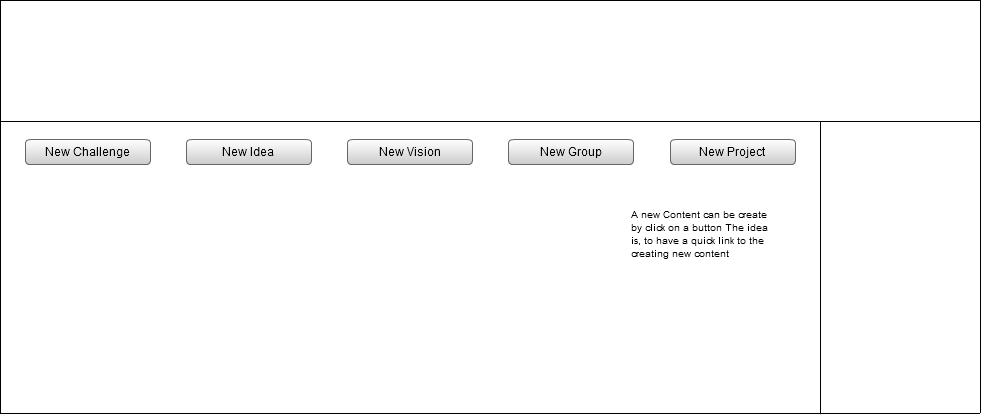 New Challenge New Idea New Vision New Group New Project
A new Content can be create
by click on a button The idea
is, to have a quick link to the
creating new content